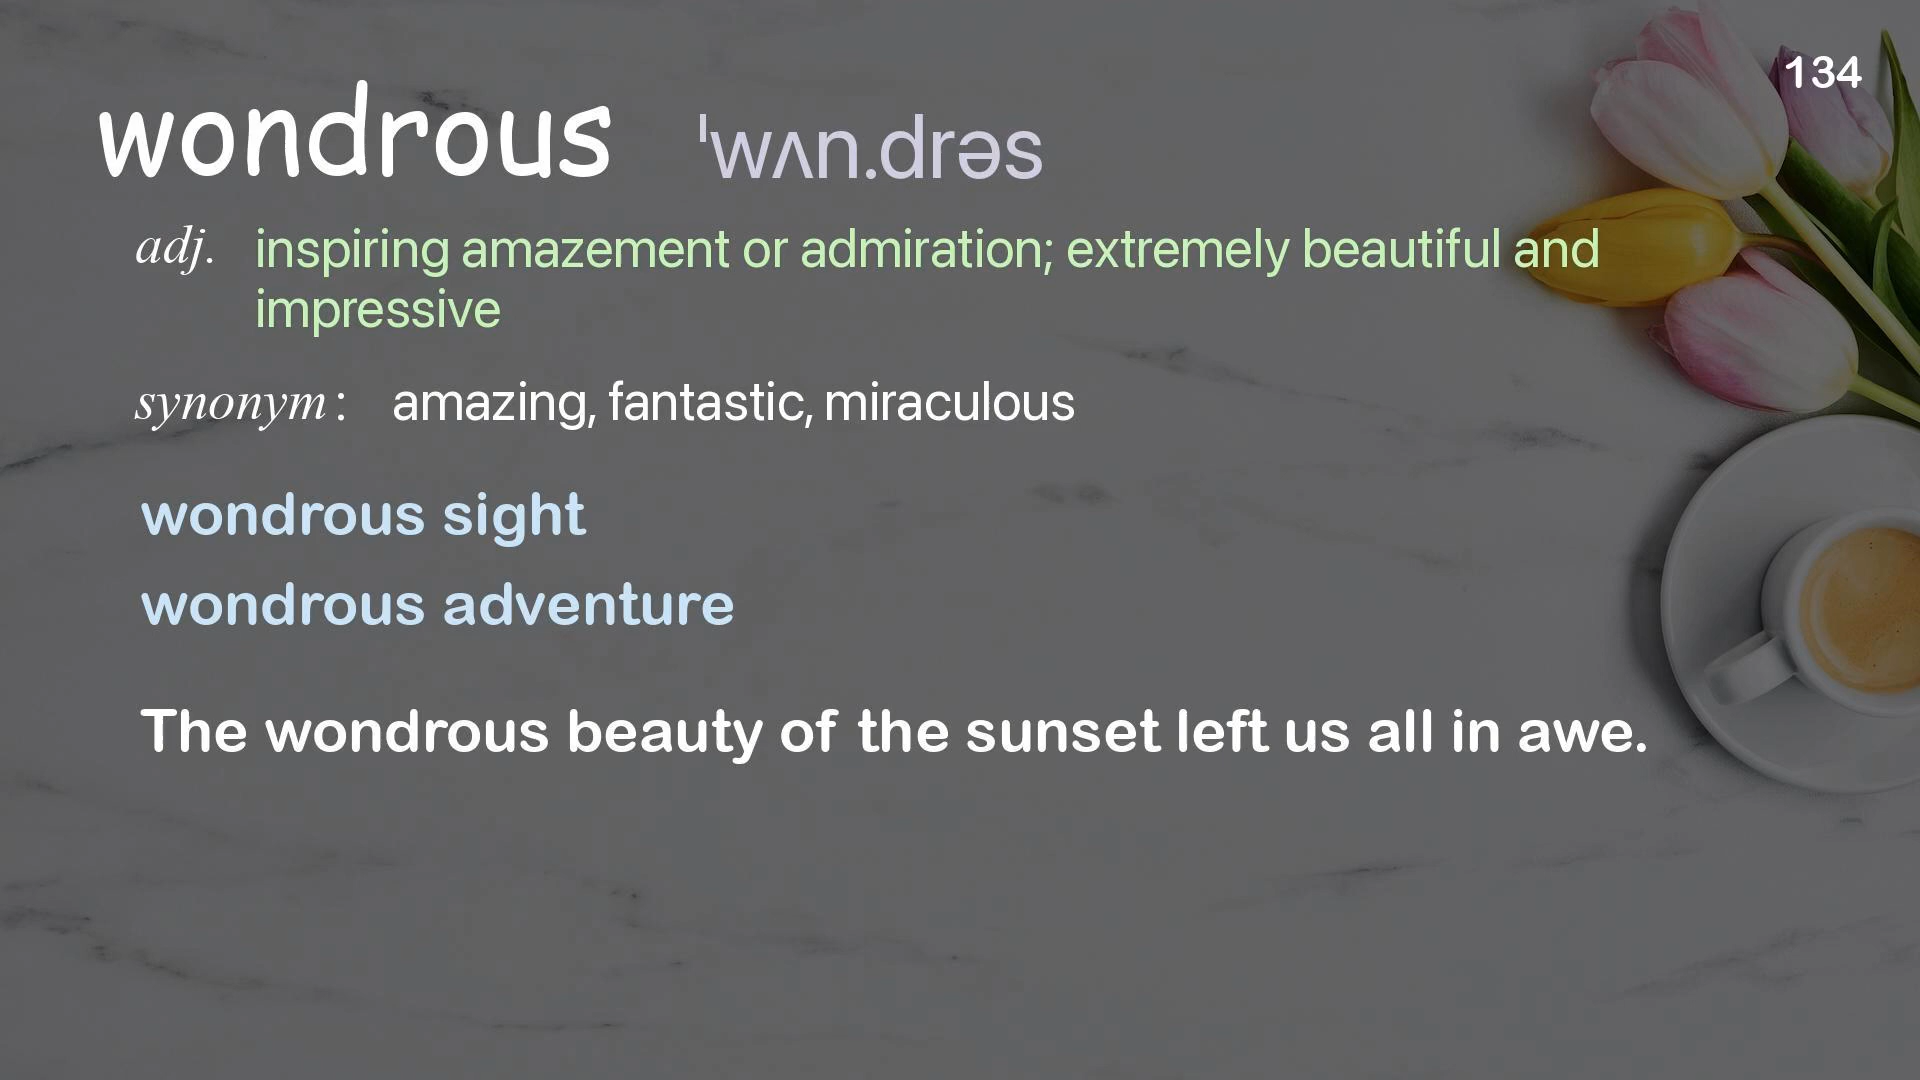 134
wondrous ˈwʌn.drəs
adj. inspiring amazement or admiration; extremely beautiful and
impressive
synonym: amazing, fantastic, miraculous
wondrous sight
wondrous adventure
The wondrous beauty of the sunset left us all in awe.